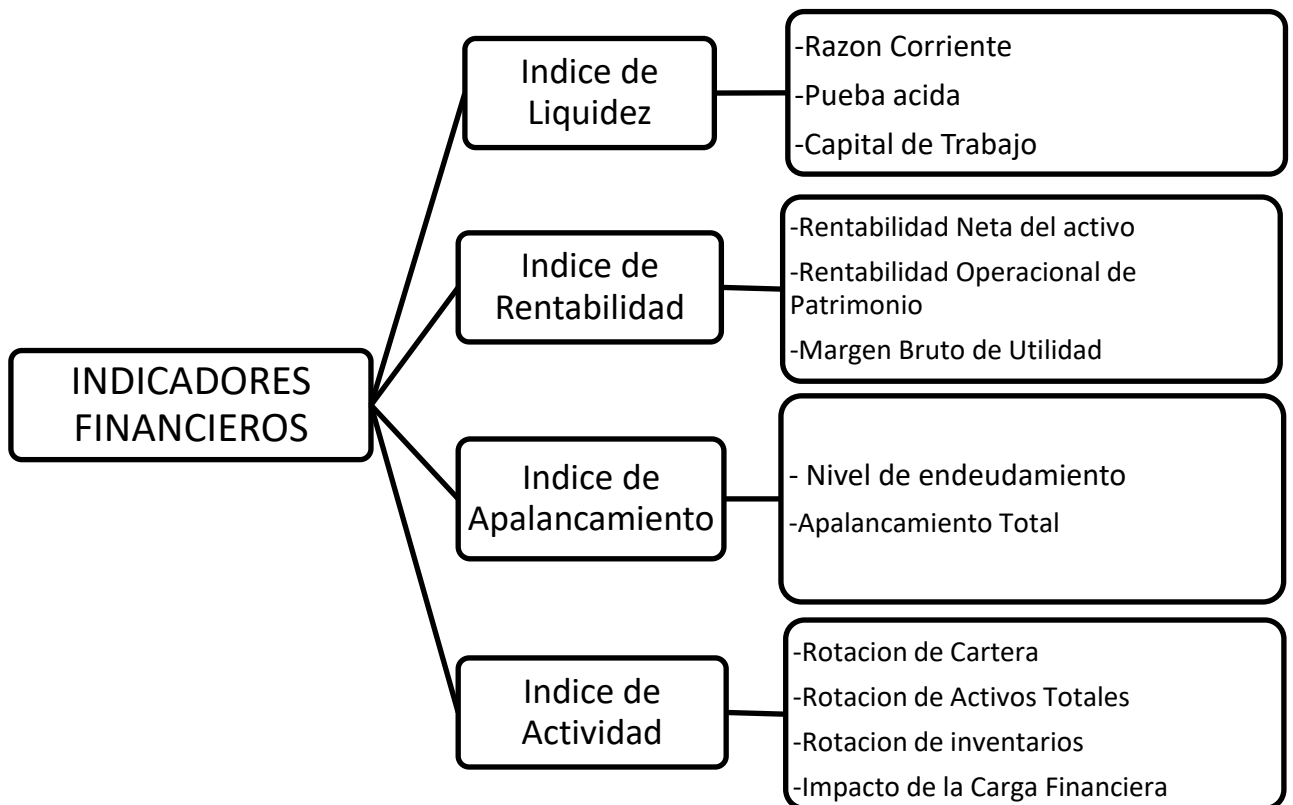 INDICADORES
FINANCIEROS
Indice de
Liquidez
-Razon Corriente
-Pueba acida
-Capital de Trabajo
Indice de
Rentabilidad
-Rentabilidad Neta del activo
-Rentabilidad Operacional de
Patrimonio
-Margen Bruto de Utilidad
Indice de
Apalancamiento
- Nivel de endeudamiento
-Apalancamiento Total
Indice de
Actividad
-Rotacion de Cartera
-Rotacion de Activos Totales
-Rotacion de inventarios
-Impacto de la Carga Financiera